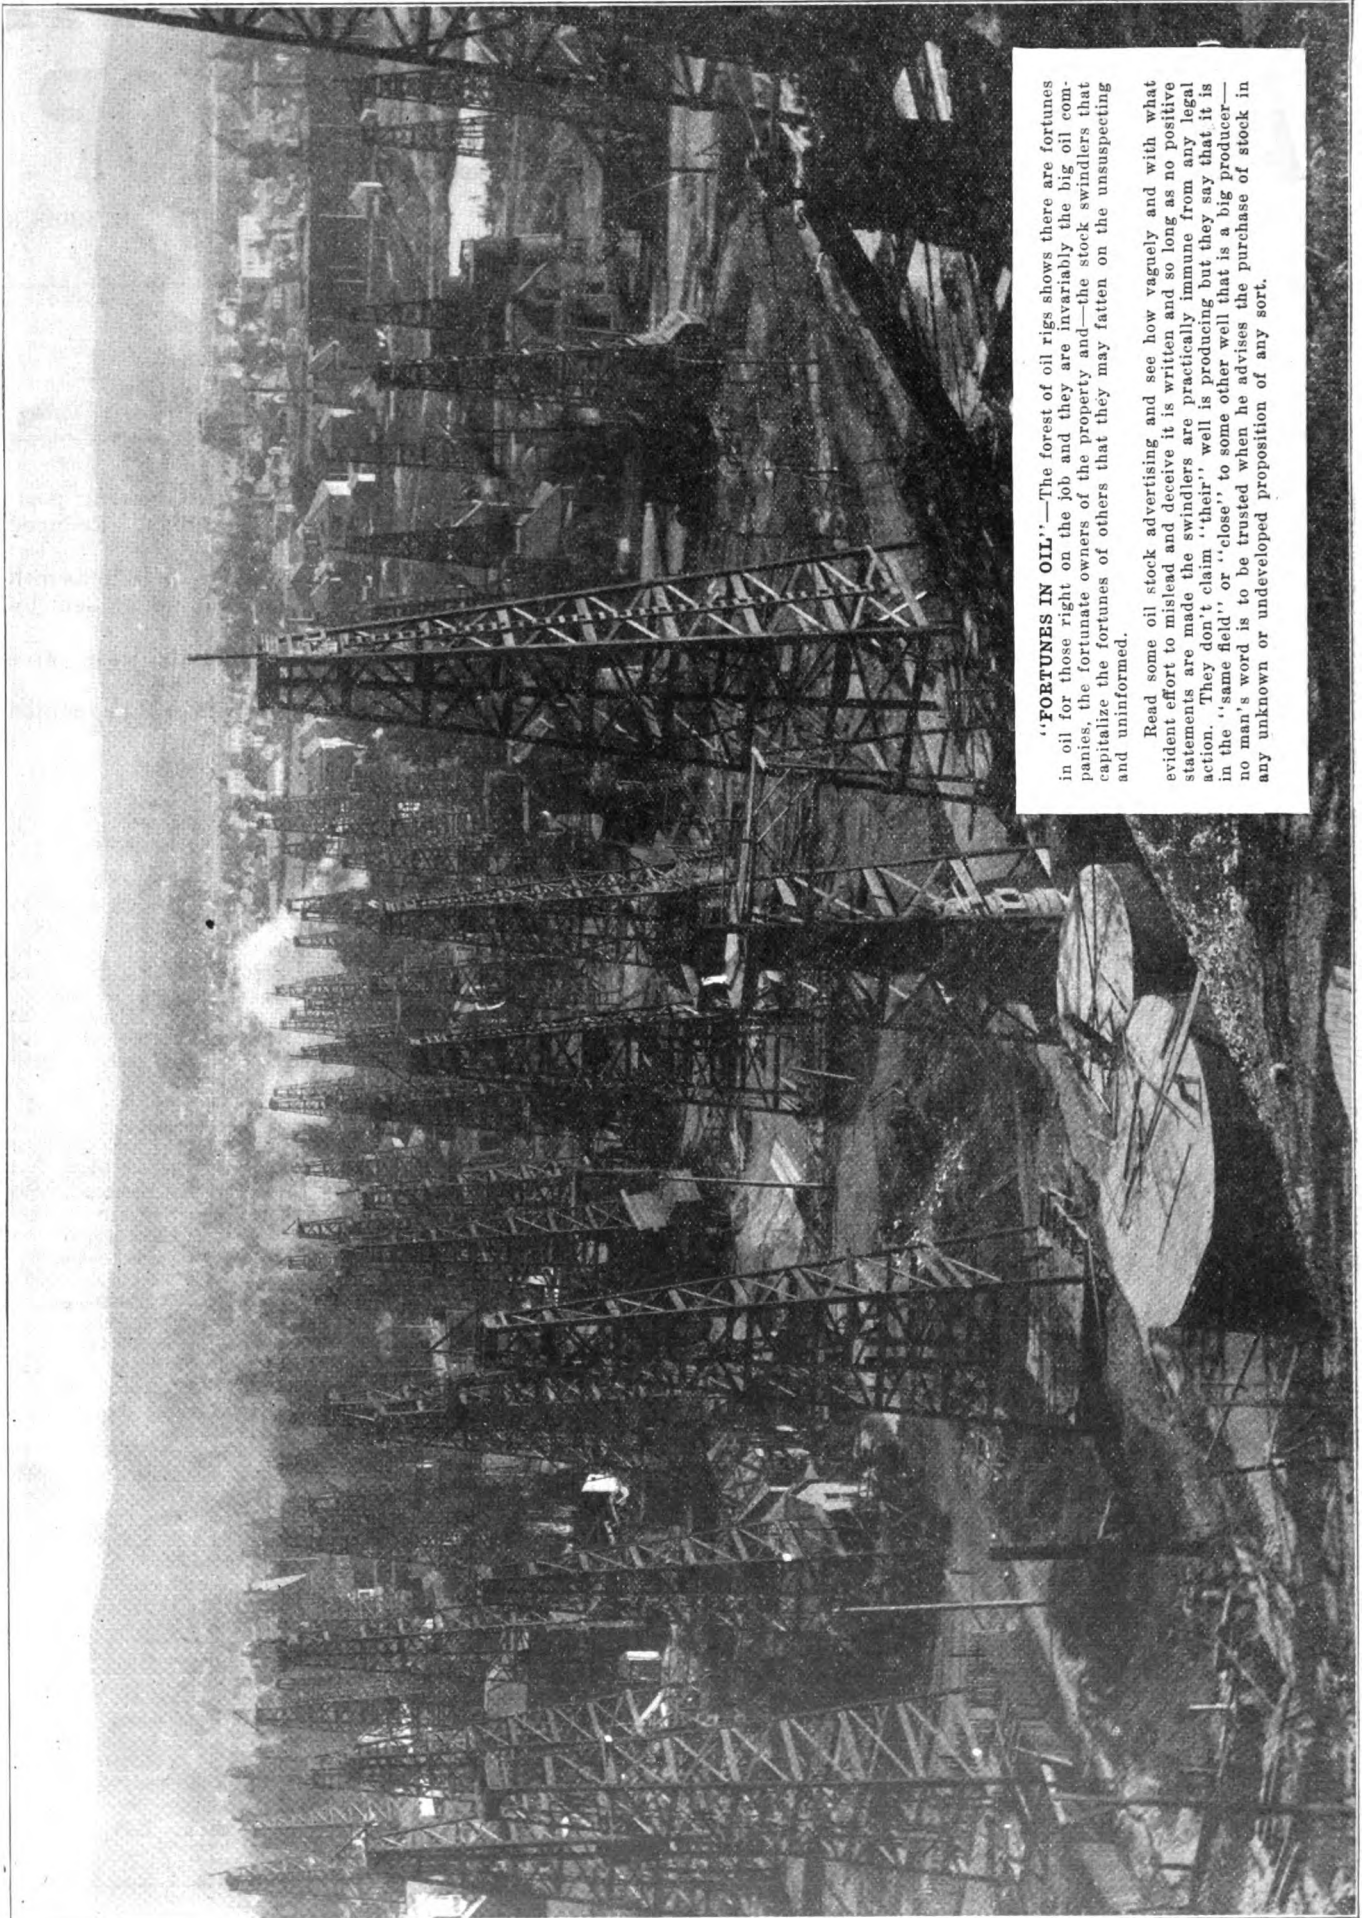 "FORTUNES IN OIL"—The forest of oil rigs shows there are fortunes
in oil for those right on the job and they are invariably the big oil com-
panies, the fortunate owners of the property and—the stock swindlers that
capitalize the fortunes of others that they may fatten on the unsuspecting
and uninformed.
Read some oil stock advertising and see how vaguely and with what
evident effort to mislead and deceive it is written and so long as no positive
statements are made the swindlers are practically immune from any legal
action. They don't claim "their" well is producing but they say that it is
in the "same field" or "close" to some other well that is a big producer—
no man's word is to be trusted when he advises the purchase of stock in
any unknown or undeveloped proposition of any sort.